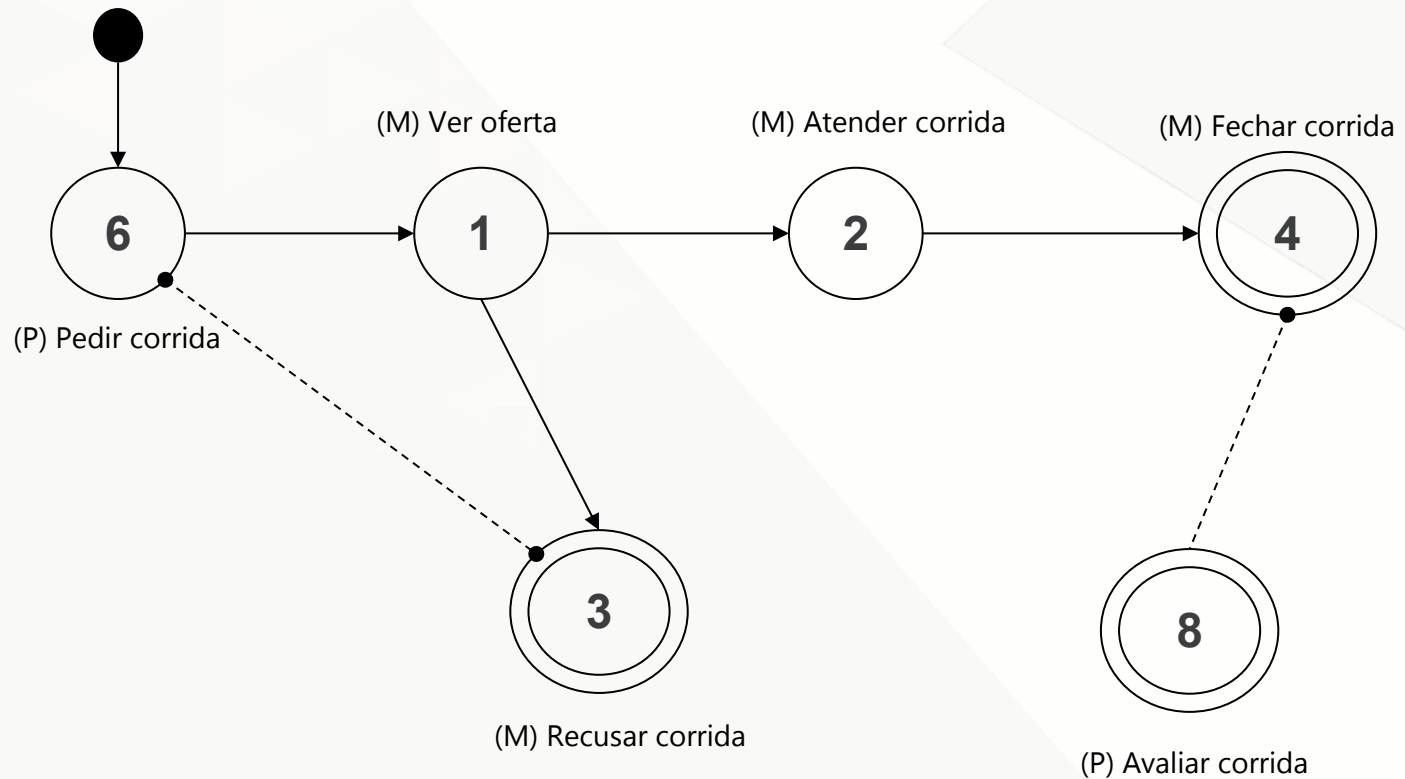 (M) Ver oferta
(M) Atender corrida
(M) Fechar corrida
6
1
2
4
(P) Pedir corrida
3
8
(M) Recusar corrida
(P) Avaliar corrida